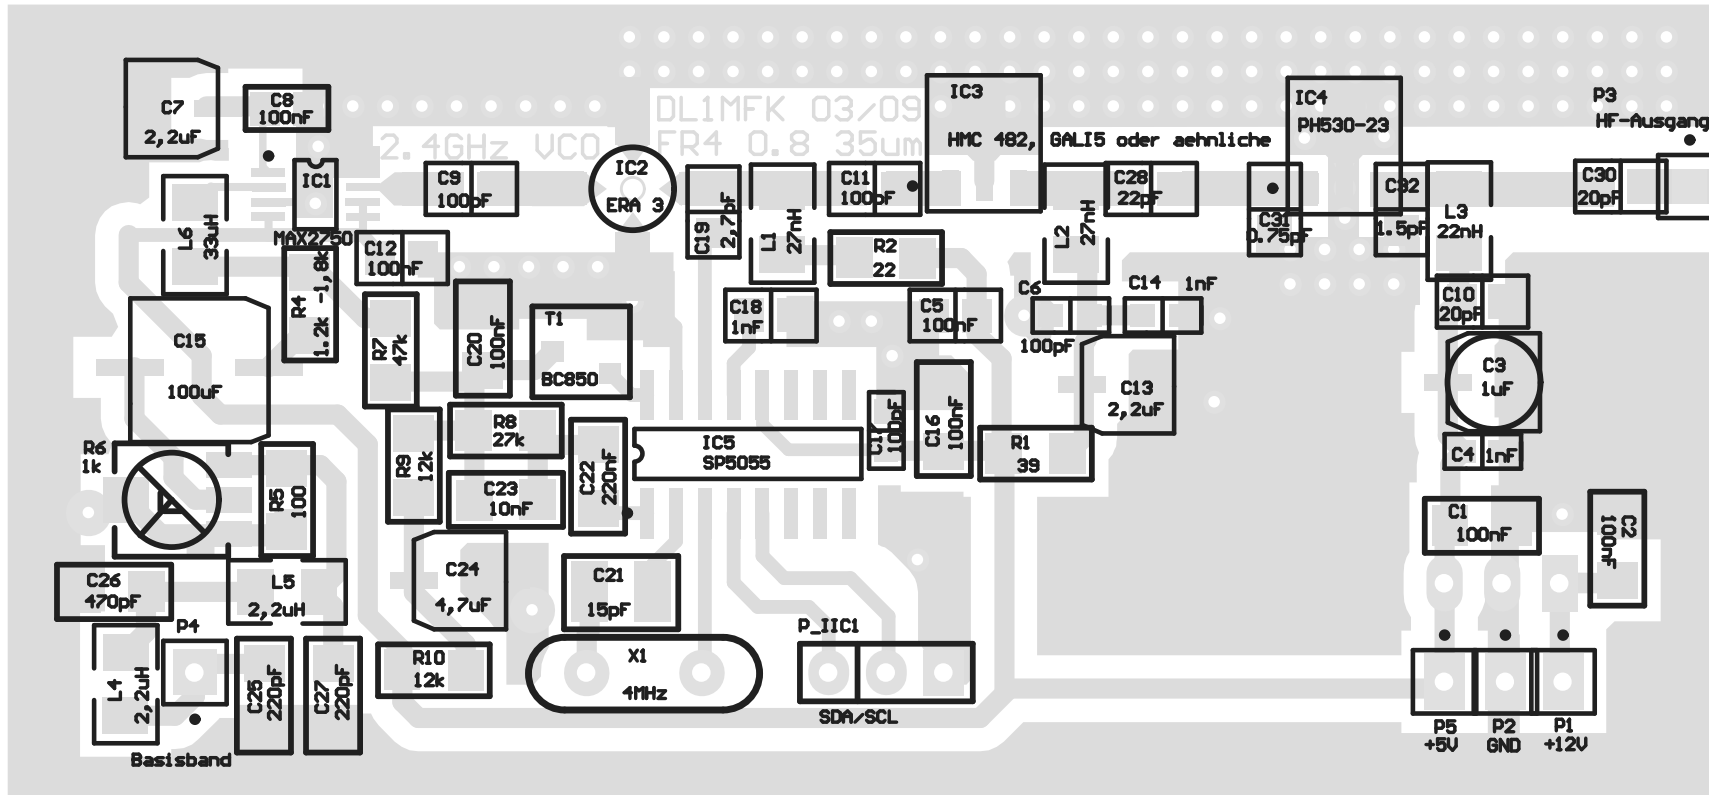 DL1MFK 03/09
2.4GHz VCO FR4 0.8 35um
C7
2,2uF
C8
100nF
IC3
HMC 482, GALI5 oder aehnliche
IC4
PH530-23
P3
HF-Ausgang
IC1
MAX2750
C9
100pF
IC2
ERA 3
C19
2,7pF
L1
27nH
C11
100pF
L2
27nH
C28
22pF
C31
0.75pF
C32
1.5pF
L3
22nH
C30
20pF
L6
33uH
C12
100nF
R2
22
R4
1.2k -1,8k
C15
100uF
R7
47k
C20
100nF
T1
BC850
C18
1nF
C5
100nF
C6
100pF
C14
1nF
C10
20pF
C13
2,2uF
C3
1uF
R6
1k
R5
100
R9
12k
R8
27k
C23
10nF
C22
220nF
IC5
SP5055
100pF
C16
100nF
R1
39
C4
1nF
C1
100nF
C2
100nF
C26
470pF
L5
2,2uH
C24
4,7uF
C21
15pF
P4
L4
2,2uH
C25
220pF
C27
220pF
R10
12k
X1
4MHz
P_IIC1
SDA/SCL
P5
+5V
P2
GND
P1
+12V
Basisband